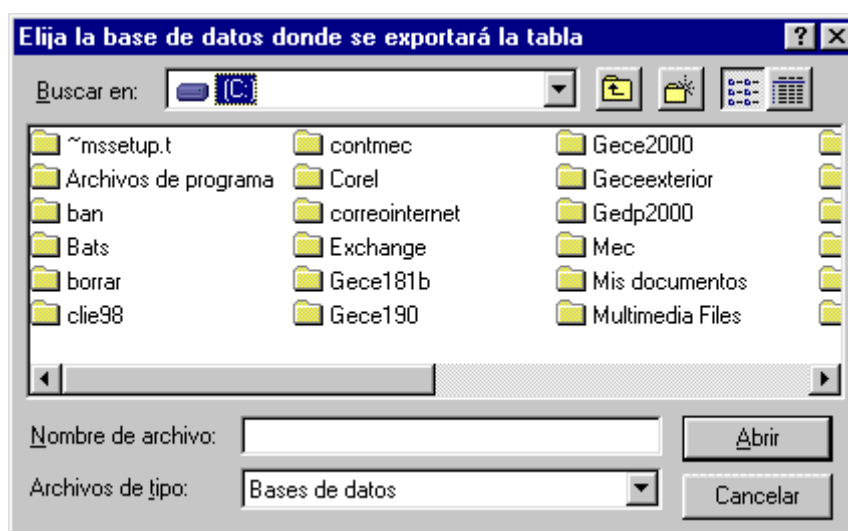 Elija la base de datos donde se exportará la tabla
Buscar en: (C:
~mssetup.t contmec Gece2000
Archivos de programa Corel Geceexterior
ban correointernet Gedp2000
Bats Exchange Mec
borrar Gece181b Mis documentos
clie98 Gece190 Multimedia Files
Nombre de archivo: Abrir
Archivos de tipo: Bases de datos Cancelar